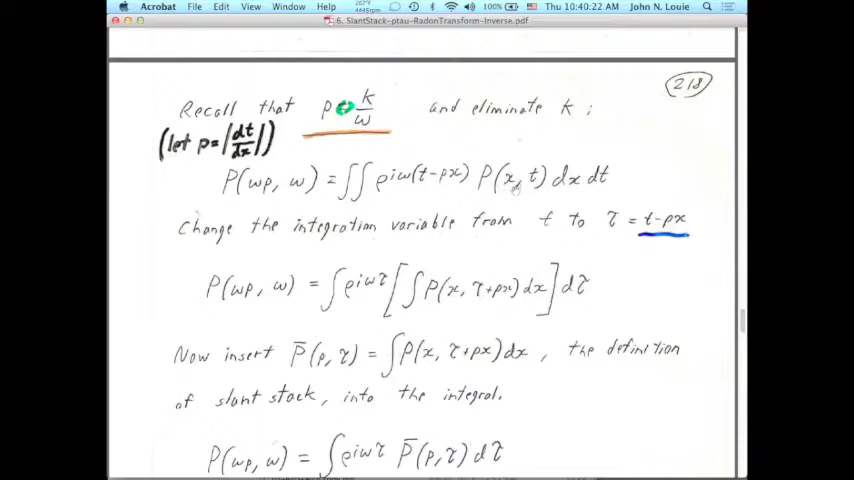 Acrobat File Edit View Window Help 207°F 4445rpm 100% Thu 10:40:22 AM John N. Louie
6. SlantStack-ptau-RadonTransform-Inverse.pdf
218
Recall that p = k/ω and eliminate k:
(let p = |dt/dx|)
P(ωp, ω) = ∫∫ e^{iω(t-px)} P(x, t) dx dt
Change the integration variable from t to τ = t-px
P(ωp, ω) = ∫ e^{iωτ} [∫ P(x, τ+px) dx] dτ
Now insert P̄(p, τ) = ∫ P(x, τ+px) dx, the definition
of slant stack, into the integral.
P(ωp, ω) = ∫ e^{iωτ} P̄(p, τ) dτ